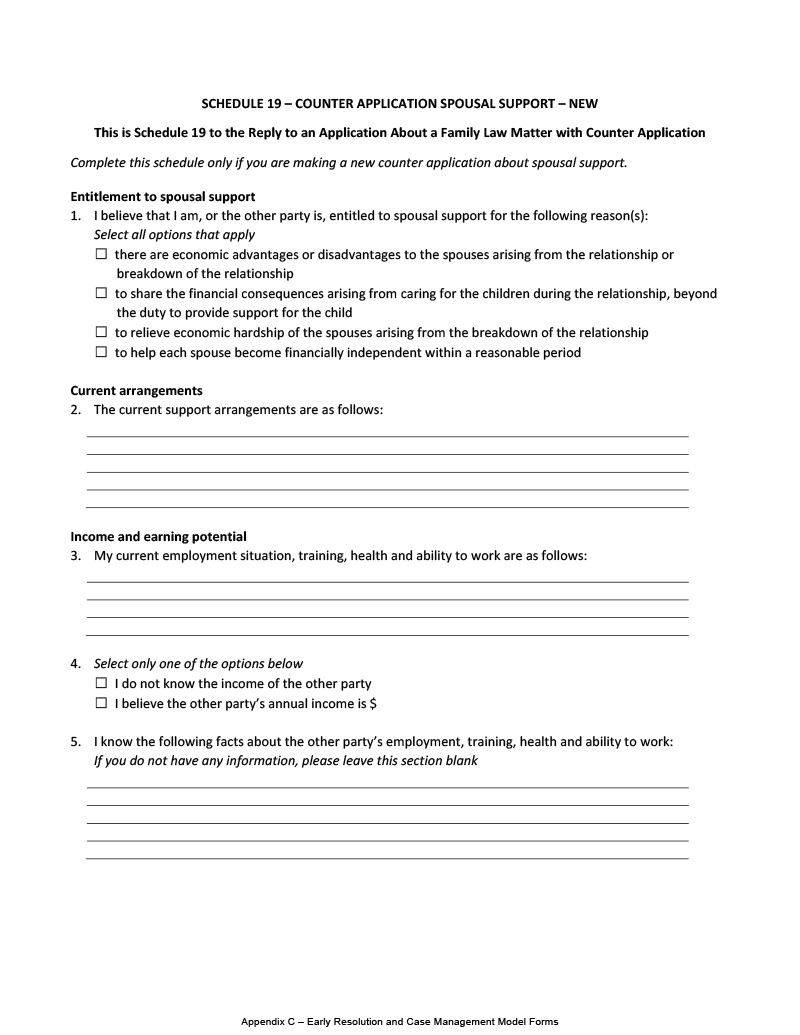 SCHEDULE 19 – COUNTER APPLICATION SPOUSAL SUPPORT – NEW
This is Schedule 19 to the Reply to an Application About a Family Law Matter with Counter Application
Complete this schedule only if you are making a new counter application about spousal support.
Entitlement to spousal support
1. I believe that I am, or the other party is, entitled to spousal support for the following reason(s):
Select all options that apply
☐ there are economic advantages or disadvantages to the spouses arising from the relationship or
breakdown of the relationship
☐ to share the financial consequences arising from caring for the children during the relationship, beyond
the duty to provide support for the child
☐ to relieve economic hardship of the spouses arising from the breakdown of the relationship
☐ to help each spouse become financially independent within a reasonable period
Current arrangements
2. The current support arrangements are as follows:
Income and earning potential
3. My current employment situation, training, health and ability to work are as follows:
4. Select only one of the options below
☐ I do not know the income of the other party
☐ I believe the other party’s annual income is $
5. I know the following facts about the other party’s employment, training, health and ability to work:
If you do not have any information, please leave this section blank
Appendix C – Early Resolution and Case Management Model Forms